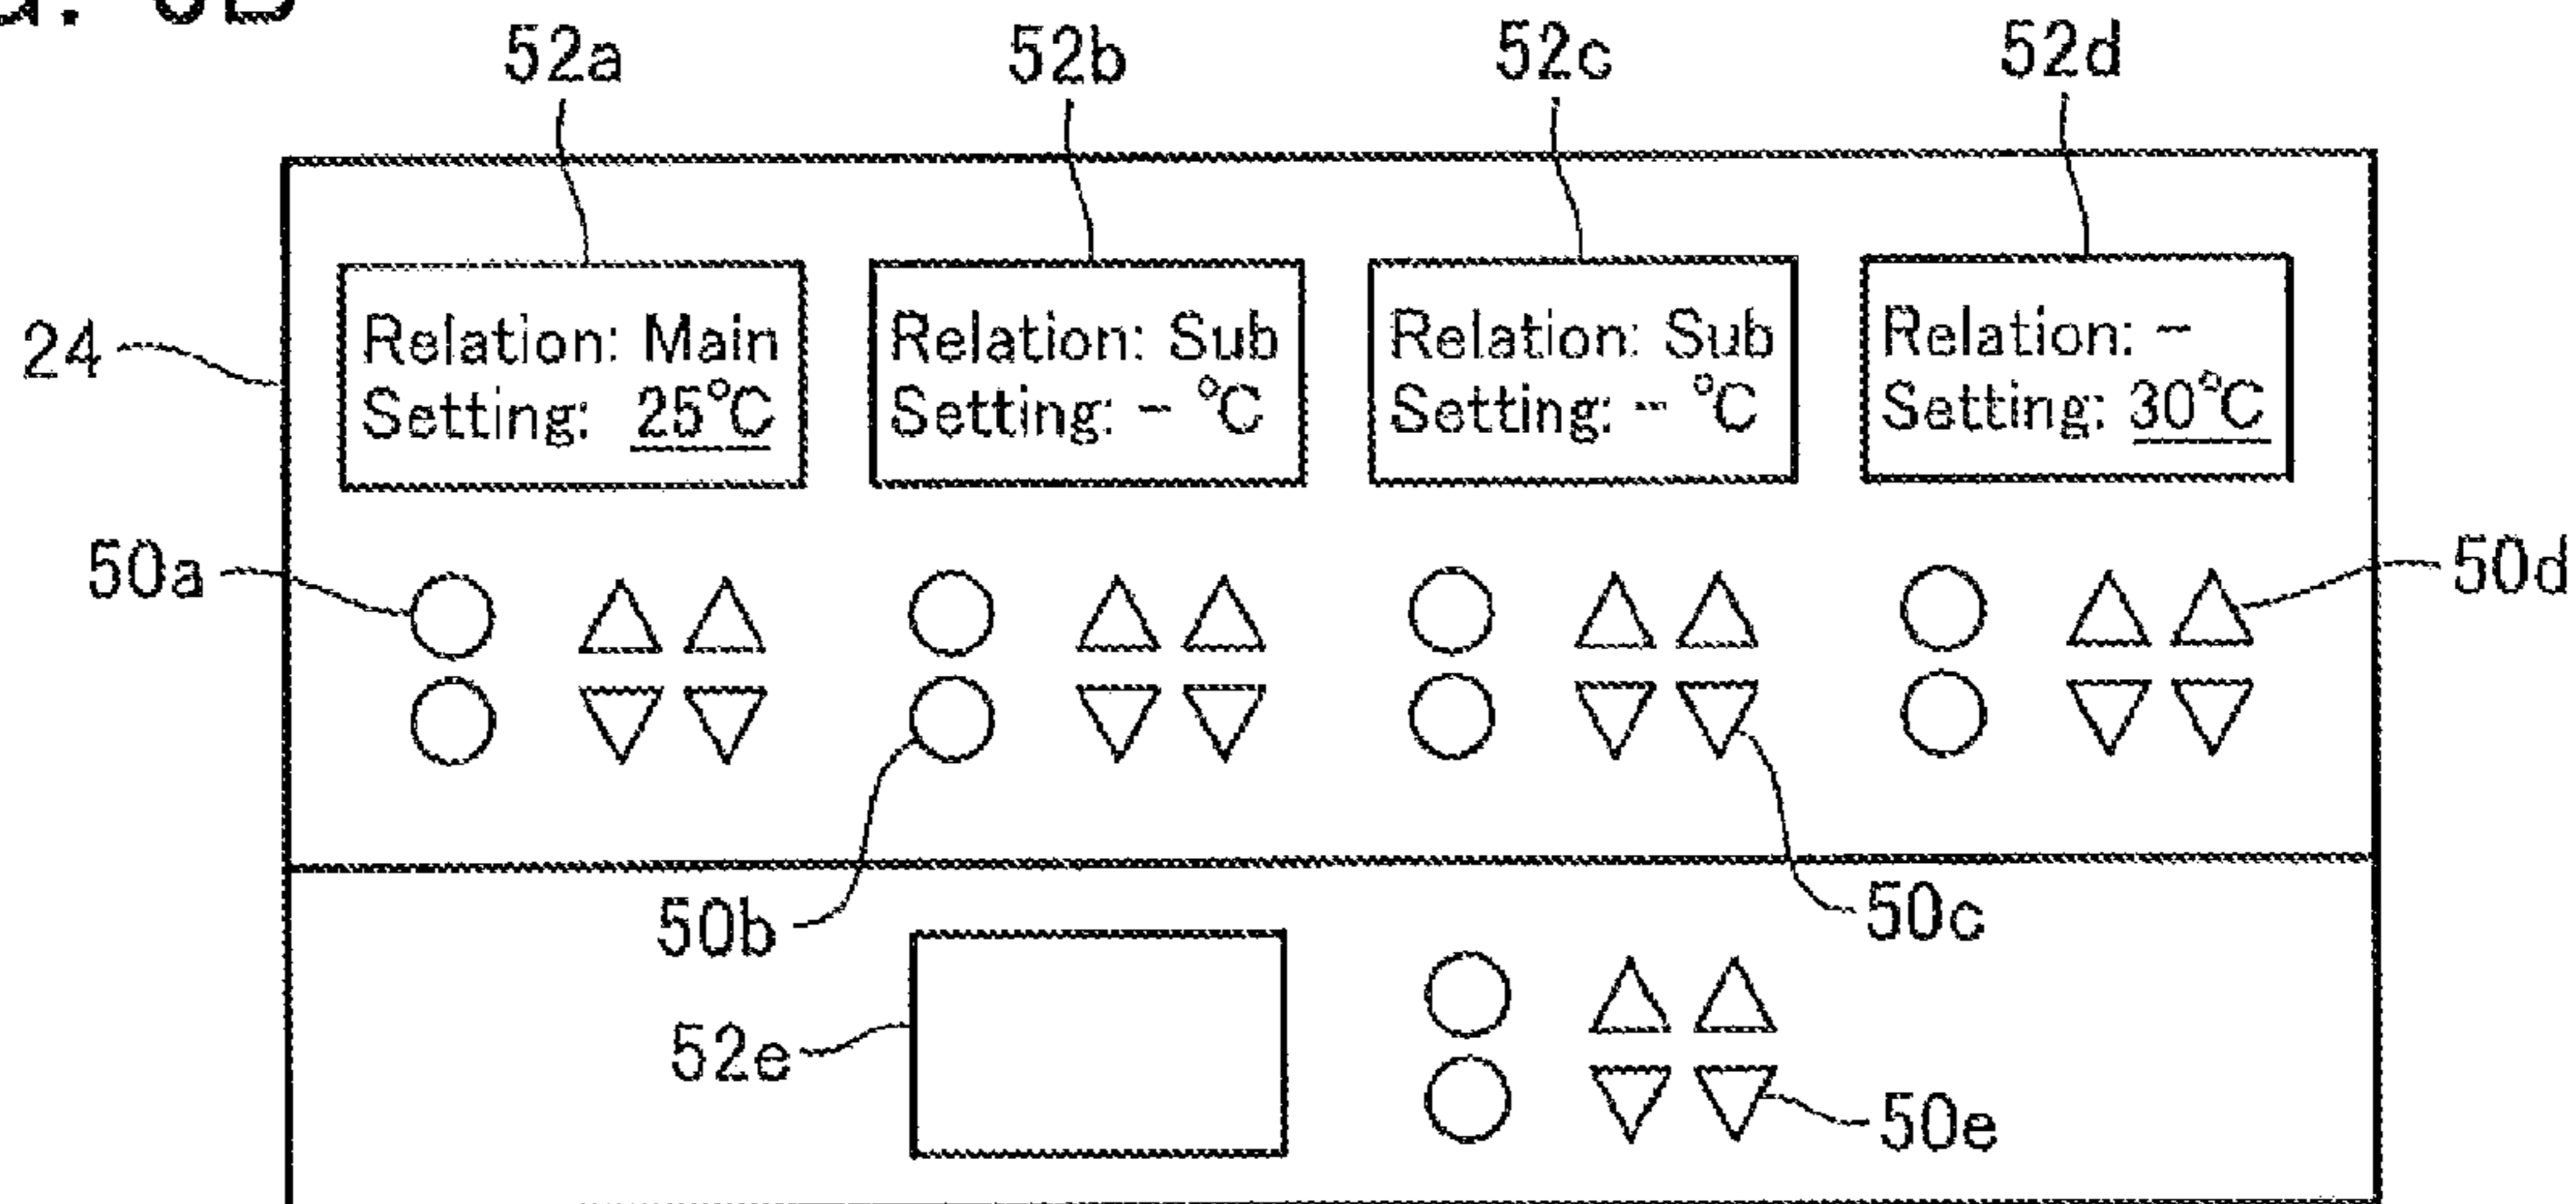 52a 52b 52c 52d
24
Relation: Main
Setting: 25℃
Relation: Sub
Setting: - ℃
Relation: Sub
Setting: - ℃
Relation: -
Setting: 30℃
50a
50d
50b
50c
52e
50e